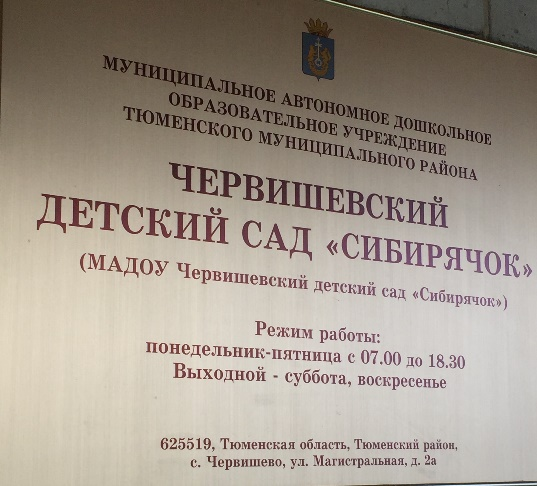 МУНИЦИПАЛЬНОЕ АВТОНОМНОЕ ДОШКОЛЬНОЕ
ОБРАЗОВАТЕЛЬНОЕ УЧРЕЖДЕНИЕ
ТЮМЕНСКОГО МУНИЦИПАЛЬНОГО РАЙОНА
ЧЕРВИШЕВСКИЙ
ДЕТСКИЙ САД «СИБИРЯЧОК»
(МАДОУ Червишевский детский сад «Сибирячок»)
Режим работы:
понедельник-пятница с 07.00 до 18.30
Выходной - суббота, воскресенье
625519, Тюменская область, Тюменский район,
с. Червишево, ул. Магистральная, д. 2а